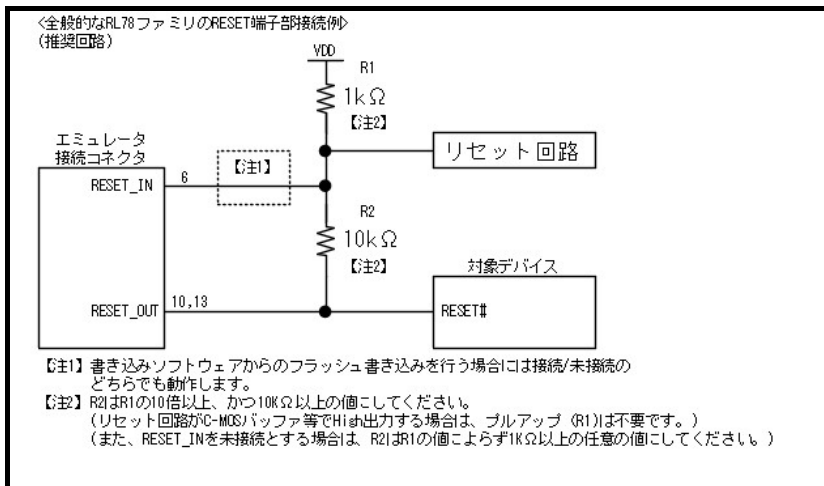 <全般的なRL78ファミリのRESET端子部接続例>
(推奨回路)
VDD
R1
1kΩ
【注2】
エミュレータ
接続コネクタ
【注1】
リセット回路
RESET_IN
6
R2
10kΩ
【注2】
対象デバイス
RESET_OUT
10,13
RESET#
【注1】書き込みソフトウェアからのフラッシュ書き込みを行う場合には接続/未接続の
どちらでも動作します。
【注2】R2はR1の10倍以上、かつ10KΩ以上の値にしてください。
(リセット回路がC-MOSバッファ等でHigh出力する場合は、プルアップ (R1)は不要です。)
(また、RESET_INを未接続とする場合は、R2はR1の値によらず1KΩ以上の任意の値にしてください。)